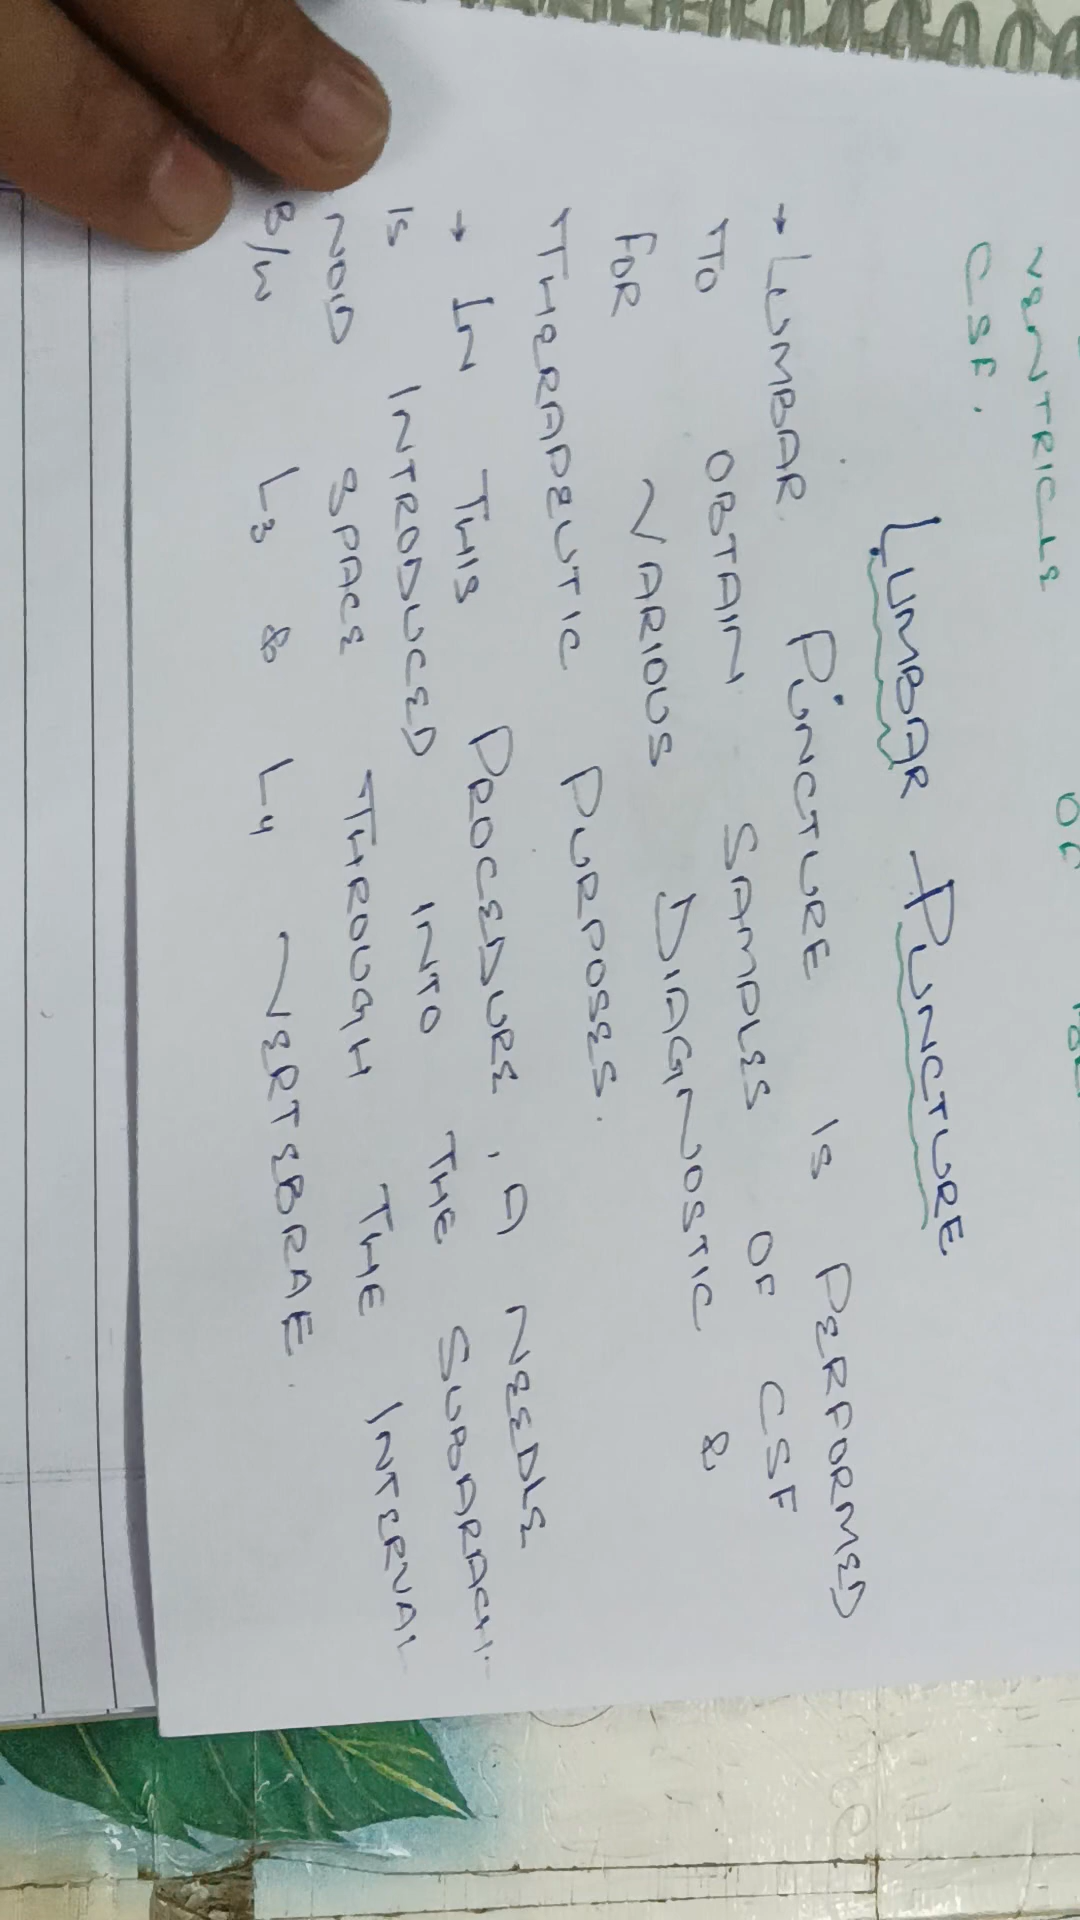 VENTRICLE OF
CSF.
LUMBAR PUNCTURE
→ LUMBAR PUNCTURE IS PERFORMED
TO OBTAIN SAMPLES OF CSF
FOR VARIOUS DIAGNOSTIC &
THERAPEUTIC PURPOSES.
→ IN THIS PROCEDURE, A NEEDLE
IS INTRODUCED INTO THE SUBARACH-
NOID SPACE THROUGH THE INTERVAL
B/W L3 & L4 VERTEBRAE.